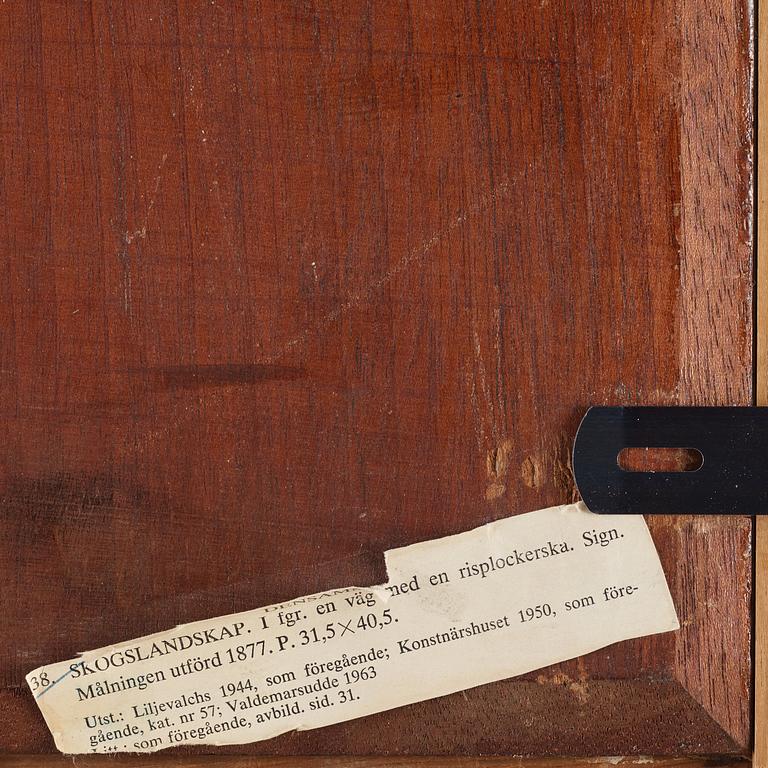 DENSAMME
38. SKOGSLANDSKAP. I fgr. en väg med en risplockerska. Sign.
Målningen utförd 1877. P. 31,5×40,5.
Utst.: Liljevalchs 1944, som föregående; Konstnärshuset 1950, som före-
gående, kat. nr 57; Valdemarsudde 1963
Litt.: som föregående, avbild. sid. 31.